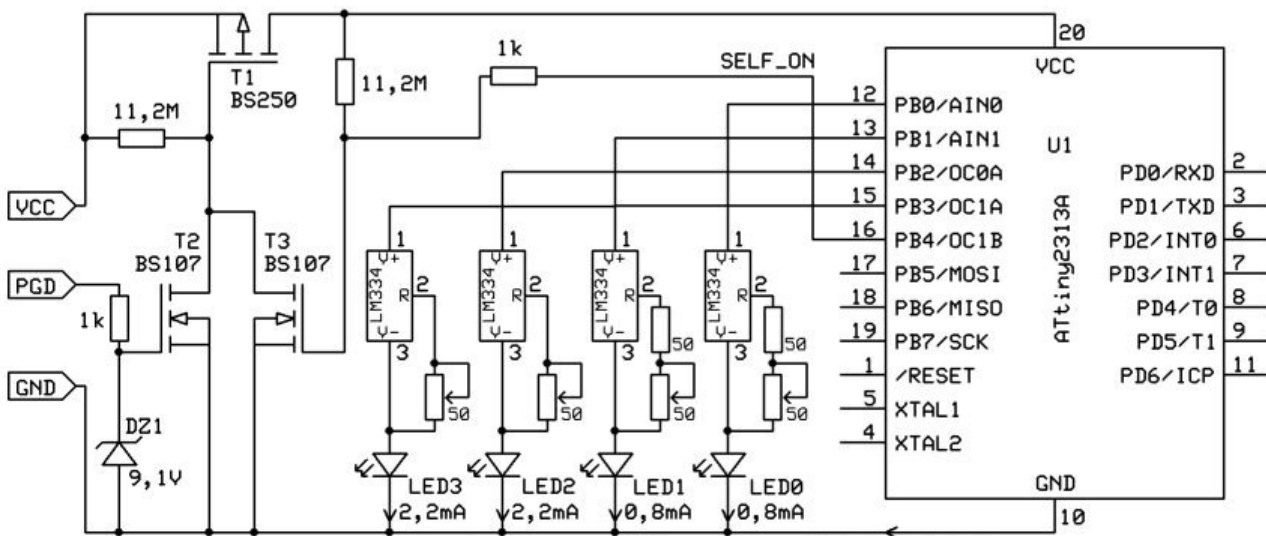 20
VCC
1k
SELF_ON
T1
BS250
11,2M
11,2M
12 PB0/AIN0
13 PB1/AIN1
U1
14 PB2/OC0A
PD0/RXD 2
VCC
15 PB3/OC1A
PD1/TXD 3
ATtiny2313A
T2
T3
16 PB4/OC1B
PD2/INT0 6
BS107
BS107
1 V+
1 V+
1 V+
1 V+
17 PB5/MOSI
PD3/INT1 7
PGD
LM334 R 2
LM334 R 2
LM334 R 2
LM334 R 2
18 PB6/MISO
PD4/T0 8
1k
V- 3
V- 3
V- 3
V- 3
50
50
19 PB7/SCK
PD5/T1 9
GND
1 /RESET
PD6/ICP 11
50
50
50
50
5 XTAL1
DZ1
4 XTAL2
9,1V
LED3
LED2
LED1
LED0
GND
2,2mA
2,2mA
0,8mA
0,8mA
10